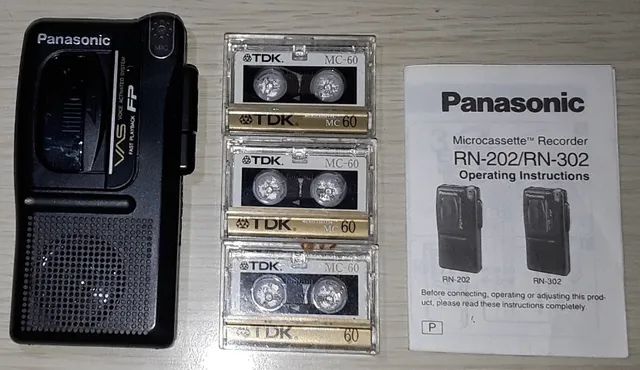 Panasonic
MIC
VAS
VOICE ACTIVATED SYSTEM
FAST PLAYBACK FP
TDK. MC-60
TDK MC 60
TDK. MC-60
TDK MC 60
TDK. MC-60
TDK 60
Panasonic
Microcassette™ Recorder
RN-202/RN-302
Operating Instructions
RN-202 RN-302
Before connecting, operating or adjusting this prod-
uct, please read these instructions completely.
P